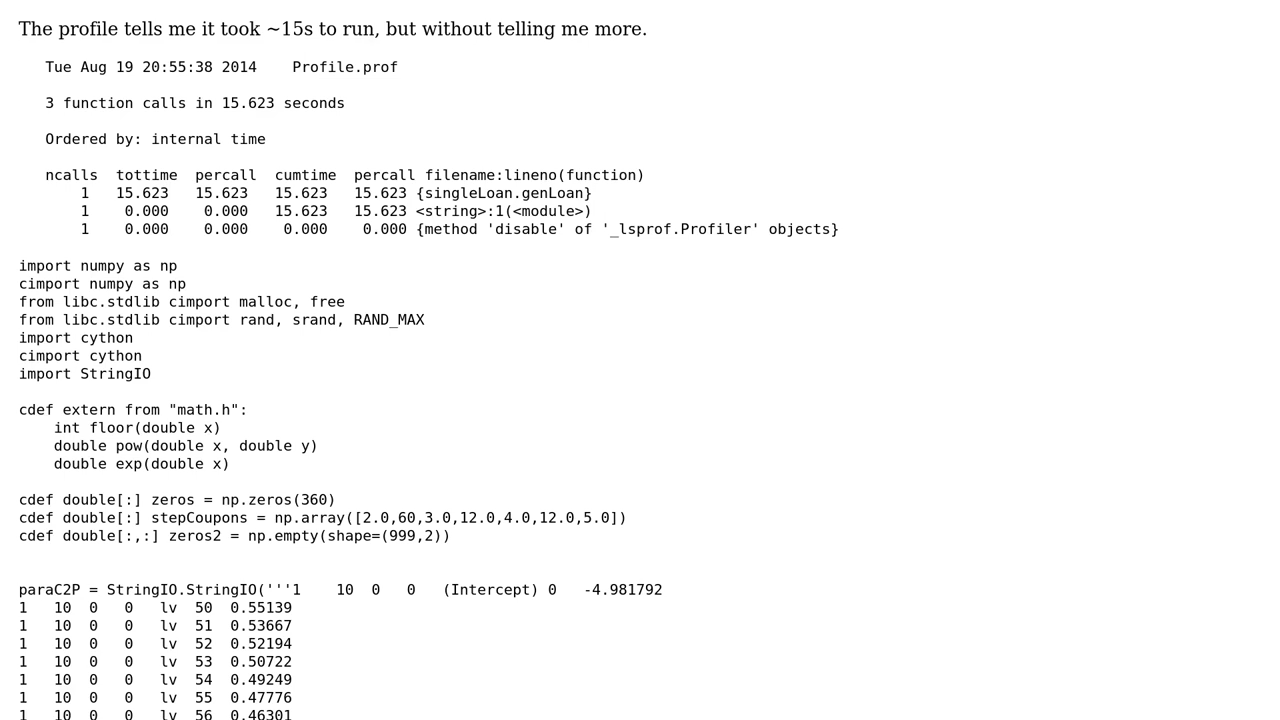 The profile tells me it took ~15s to run, but without telling me more.
Tue Aug 19 20:55:38 2014    Profile.prof
3 function calls in 15.623 seconds
Ordered by: internal time
ncalls  tottime  percall  cumtime  percall filename:lineno(function)
1   15.623   15.623   15.623   15.623 {singleLoan.genLoan}
1    0.000    0.000   15.623   15.623 <string>:1(<module>)
1    0.000    0.000    0.000    0.000 {method 'disable' of '_lsprof.Profiler' objects}
import numpy as np
cimport numpy as np
from libc.stdlib cimport malloc, free
from libc.stdlib cimport rand, srand, RAND_MAX
import cython
cimport cython
import StringIO
cdef extern from "math.h":
    int floor(double x)
    double pow(double x, double y)
    double exp(double x)
cdef double[:] zeros = np.zeros(360)
cdef double[:] stepCoupons = np.array([2.0,60,3.0,12.0,4.0,12.0,5.0])
cdef double[:,:] zeros2 = np.empty(shape=(999,2))
paraC2P = StringIO.StringIO('''1    10  0   0   (Intercept) 0   -4.981792
1   10  0   0   lv  50  0.55139
1   10  0   0   lv  51  0.53667
1   10  0   0   lv  52  0.52194
1   10  0   0   lv  53  0.50722
1   10  0   0   lv  54  0.49249
1   10  0   0   lv  55  0.47776
1   10  0   0   lv  56  0.46301